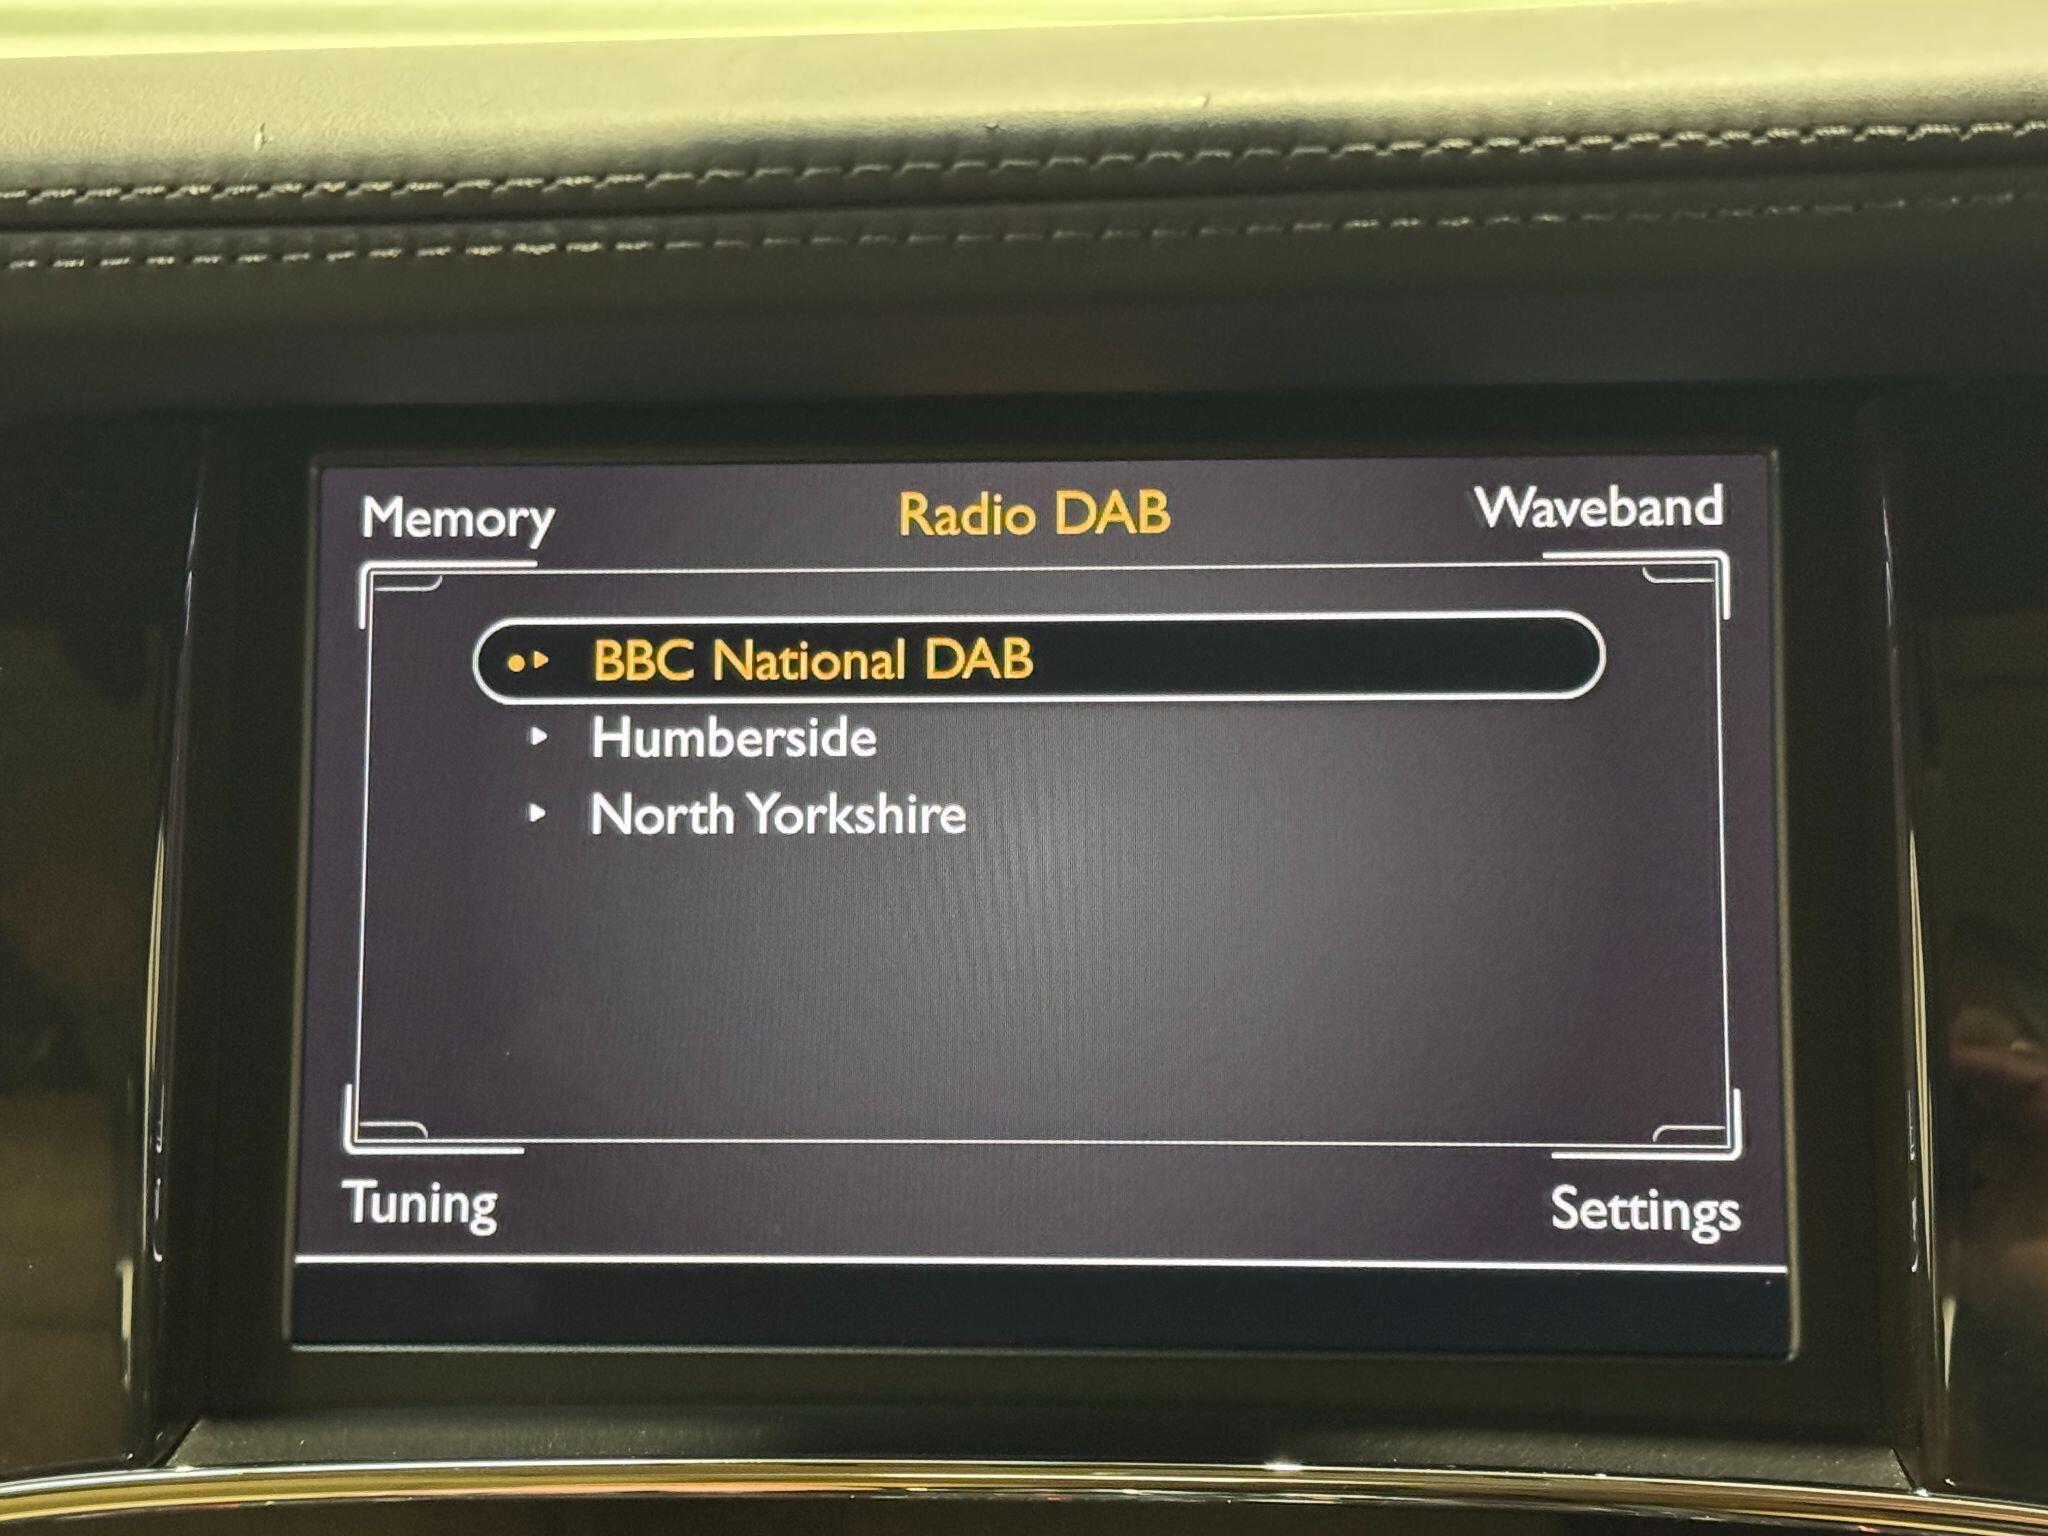 Memory
Radio DAB
Waveband
BBC National DAB
Humberside
North Yorkshire
Tuning
Settings